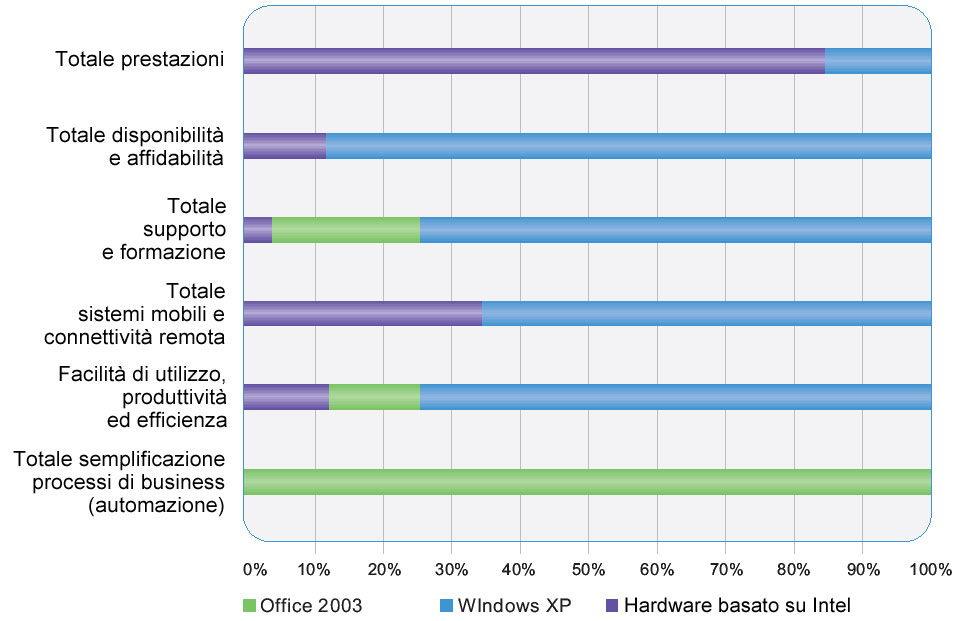 Totale prestazioni
Totale disponibilità
e affidabilità
Totale
supporto
e formazione
Totale
sistemi mobili e
connettività remota
Facilità di utilizzo,
produttività
ed efficienza
Totale semplificazione
processi di business
(automazione)
0% 10% 20% 30% 40% 50% 60% 70% 80% 90% 100%
Office 2003 WIndows XP Hardware basato su Intel